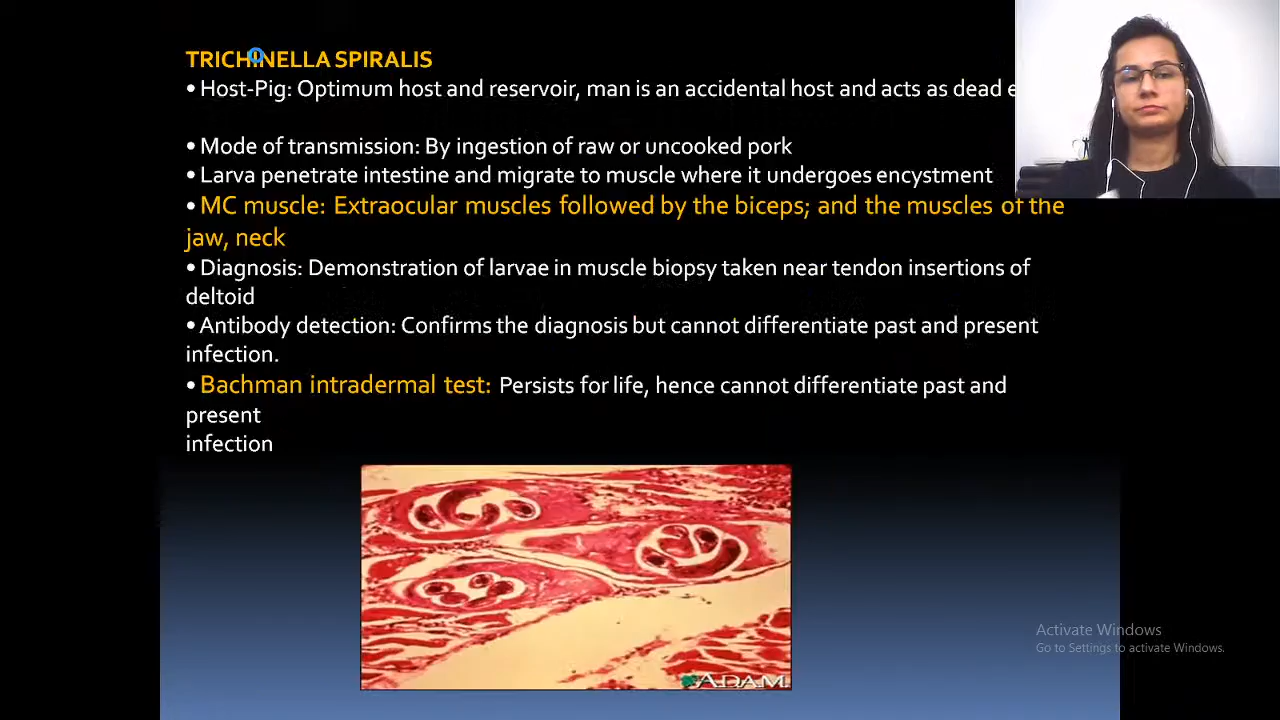 TRICHINELLA SPIRALIS
• Host-Pig: Optimum host and reservoir, man is an accidental host and acts as dead
• Mode of transmission: By ingestion of raw or uncooked pork
• Larva penetrate intestine and migrate to muscle where it undergoes encystment
• MC muscle: Extraocular muscles followed by the biceps; and the muscles of the
jaw, neck
• Diagnosis: Demonstration of larvae in muscle biopsy taken near tendon insertions of
deltoid
• Antibody detection: Confirms the diagnosis but cannot differentiate past and present
infection.
• Bachman intradermal test: Persists for life, hence cannot differentiate past and
present
infection
ADAM.
Activate Windows
Go to Settings to activate Windows.